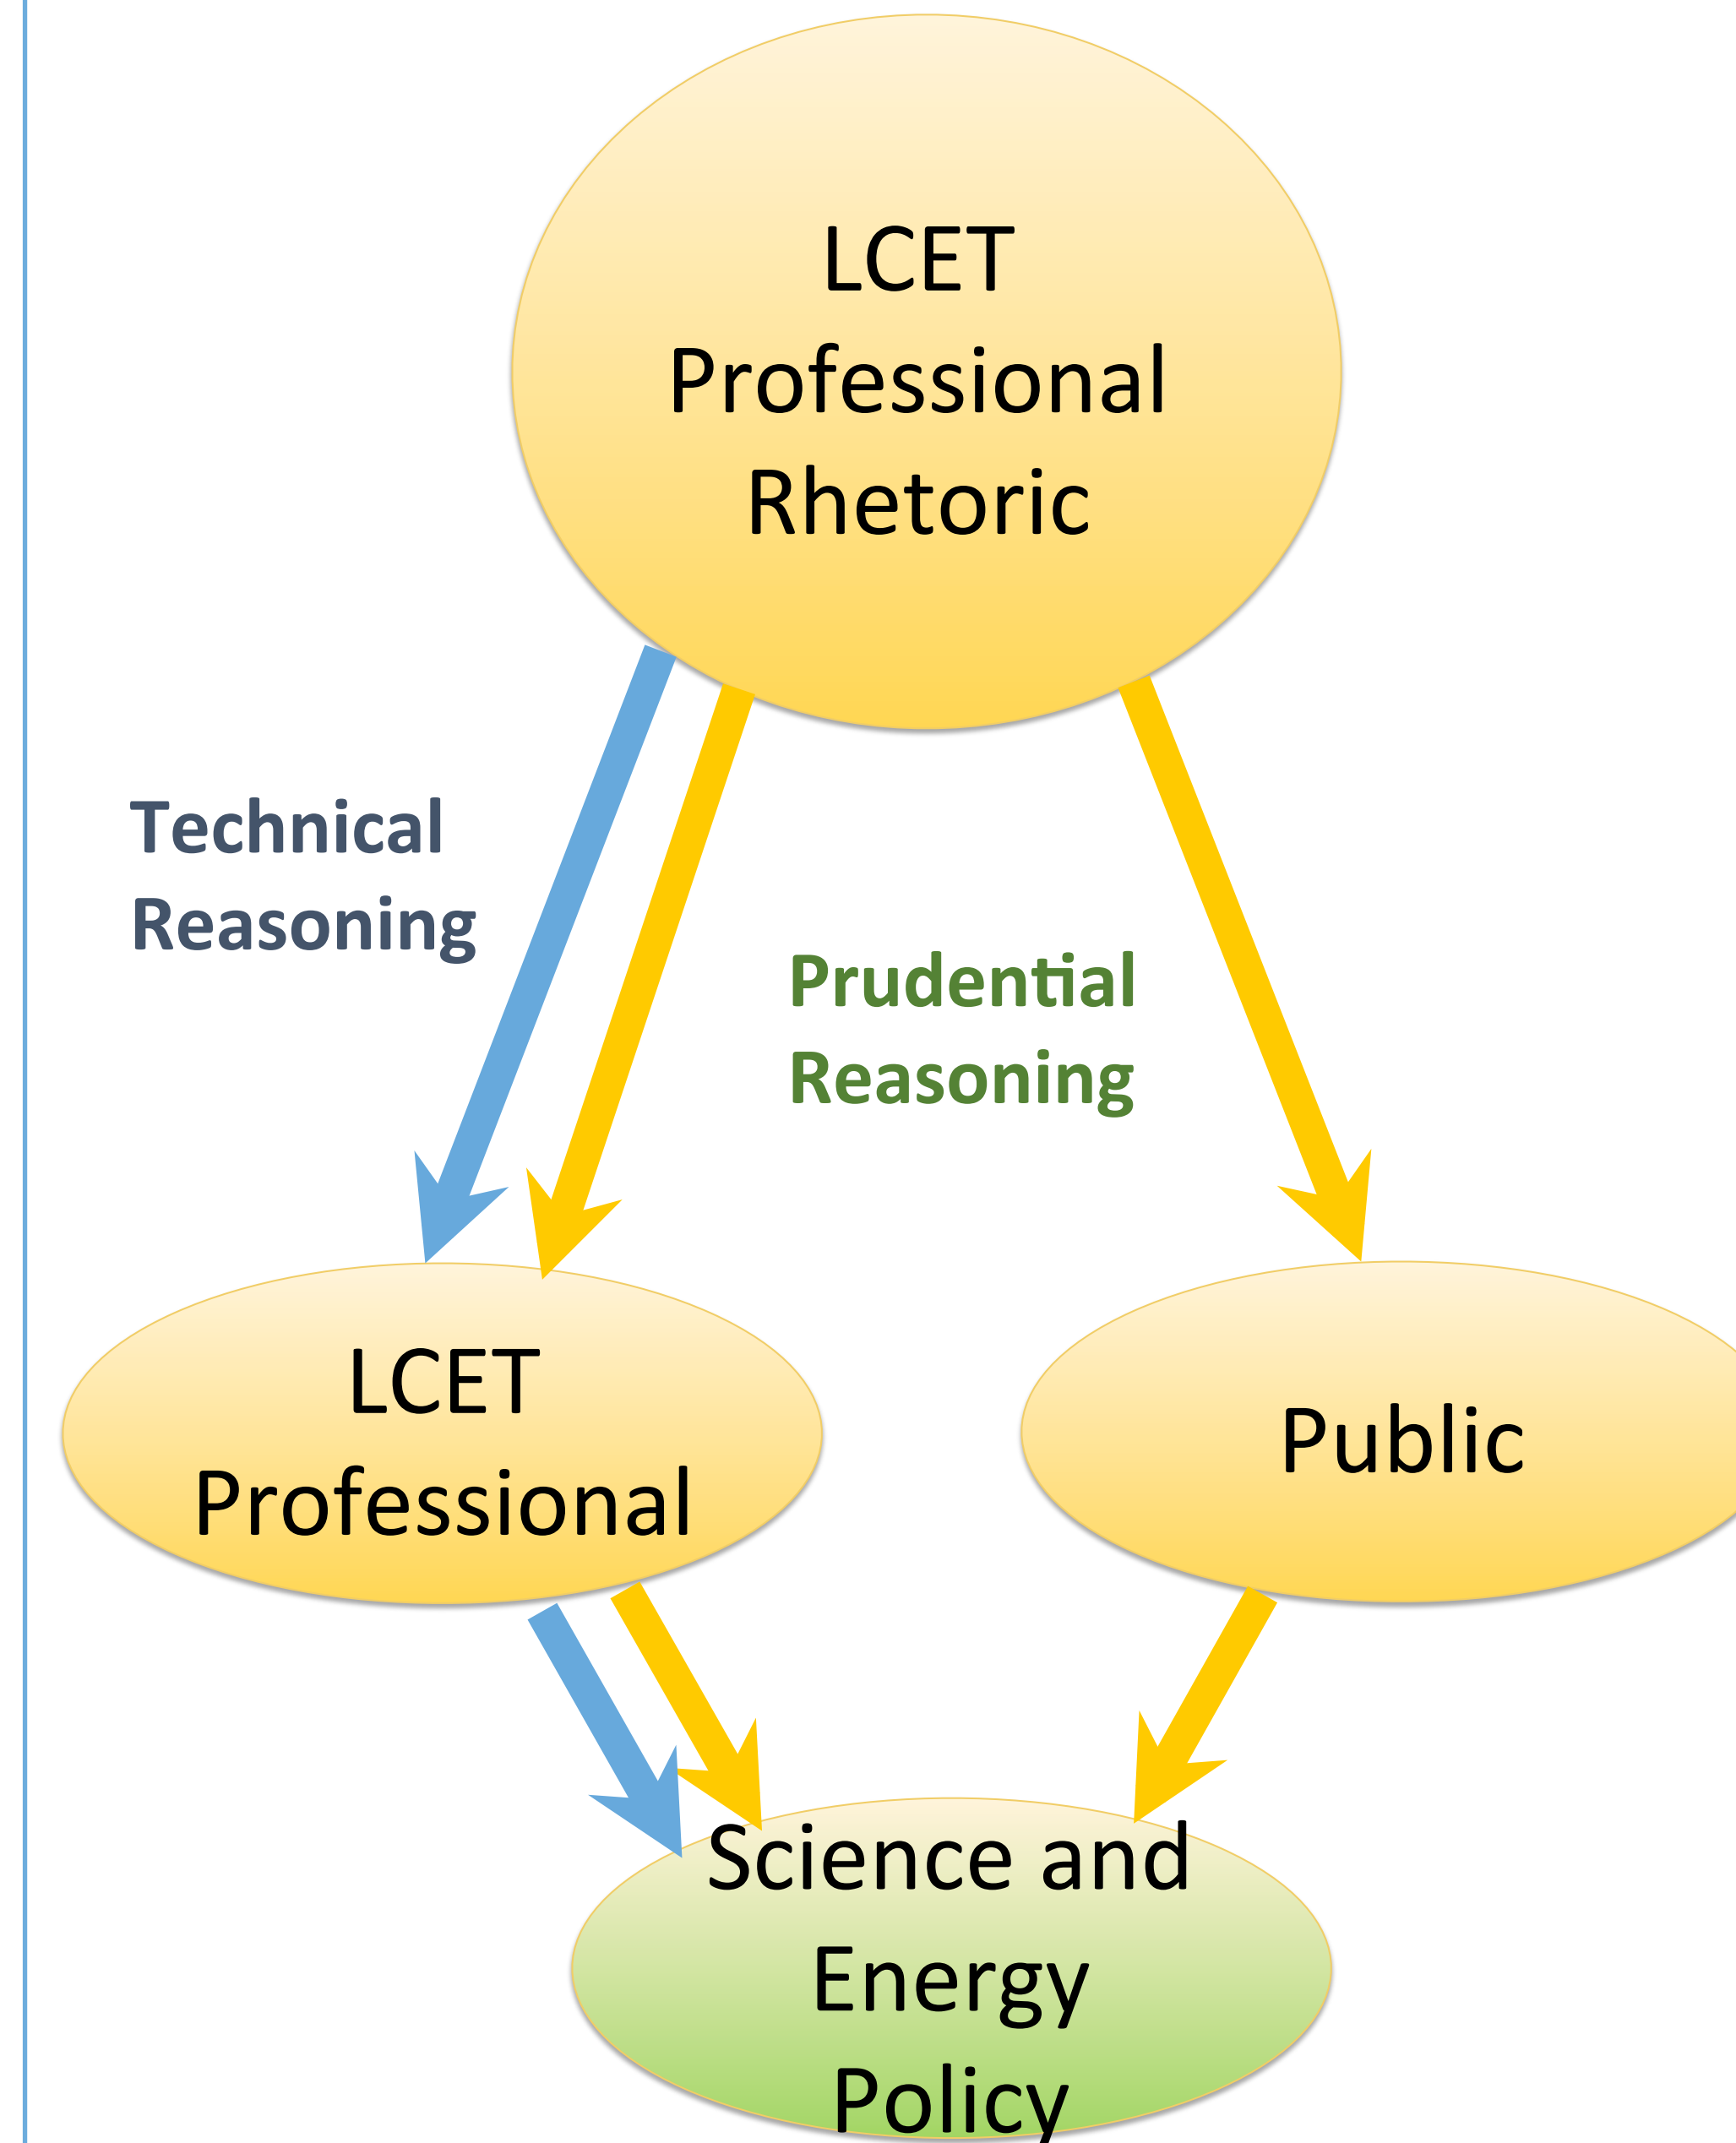 LCET
Professional
Rhetoric
Technical
Reasoning
Prudential
Reasoning
LCET
Professional
Public
Science and
Energy
Policy